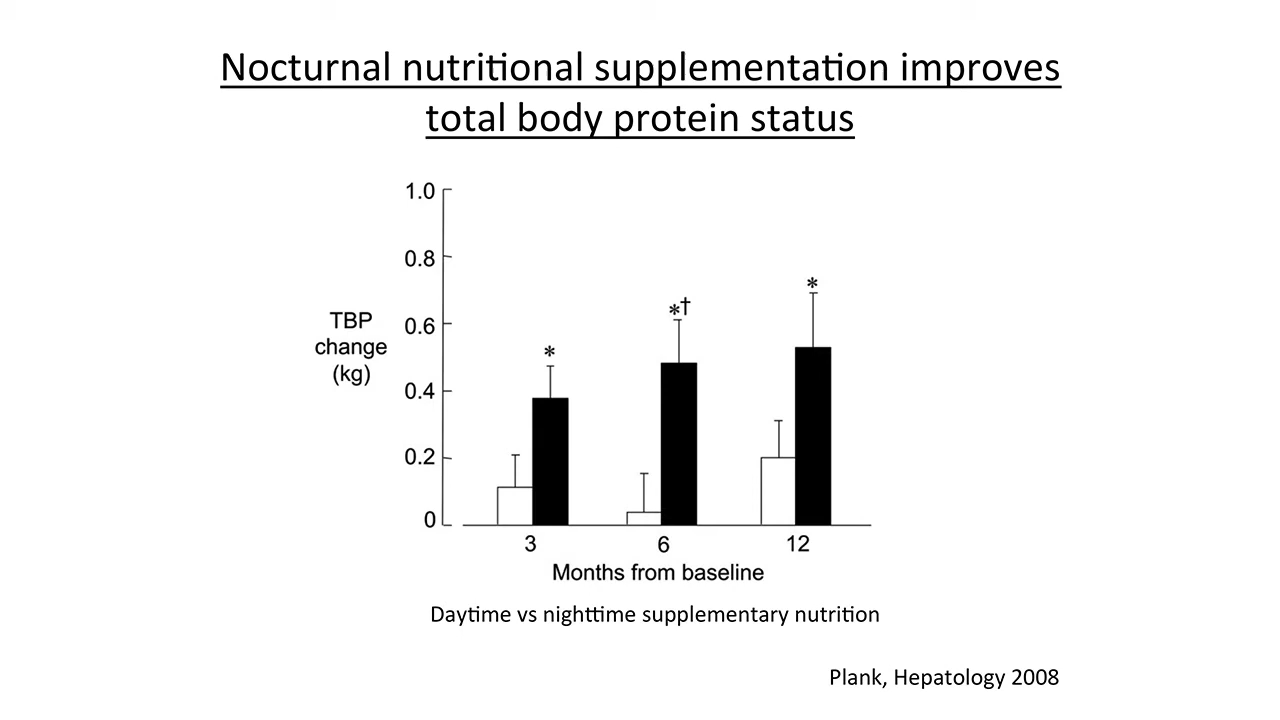 Nocturnal nutritional supplementation improves
total body protein status
1.0
0.8
0.6
0.4
0.2
0
TBP
change
(kg)
*
*†
*
3 6 12
Months from baseline
Daytime vs nighttime supplementary nutrition
Plank, Hepatology 2008